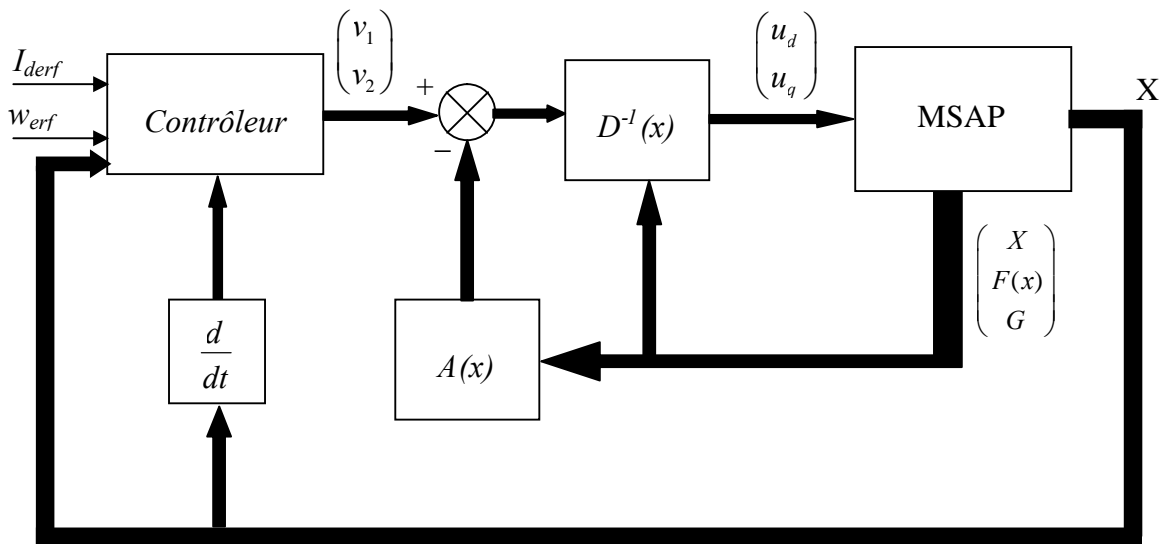 I_derf
w_erf
Contrôleur
v_1
v_2
+
−
D^-1(x)
u_d
u_q
MSAP
X
X
F(x)
G
d
dt
A(x)